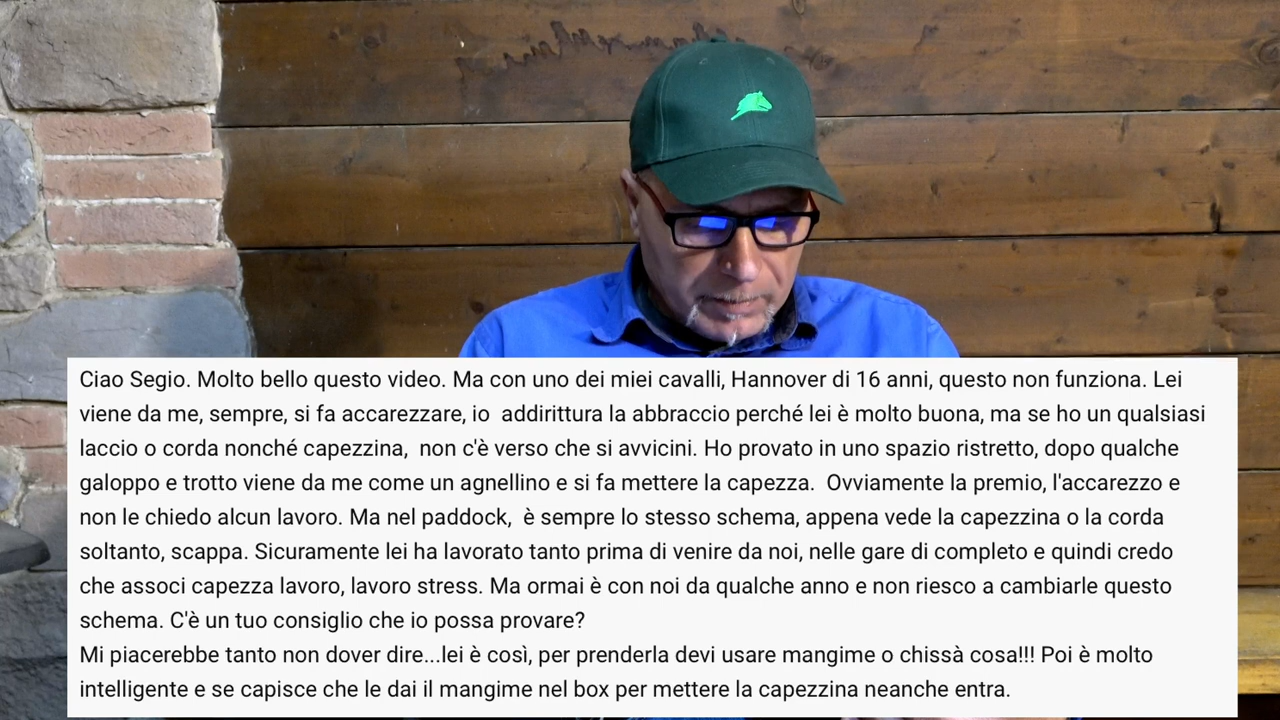 Ciao Segio. Molto bello questo video. Ma con uno dei miei cavalli, Hannover di 16 anni, questo non funziona. Lei
viene da me, sempre, si fa accarezzare, io  addirittura la abbraccio perché lei è molto buona, ma se ho un qualsiasi
laccio o corda nonché capezzina,  non c'è verso che si avvicini. Ho provato in uno spazio ristretto, dopo qualche
galoppo e trotto viene da me come un agnellino e si fa mettere la capezza.  Ovviamente la premio, l'accarezzo e
non le chiedo alcun lavoro. Ma nel paddock,  è sempre lo stesso schema, appena vede la capezzina o la corda
soltanto, scappa. Sicuramente lei ha lavorato tanto prima di venire da noi, nelle gare di completo e quindi credo
che associ capezza lavoro, lavoro stress. Ma ormai è con noi da qualche anno e non riesco a cambiarle questo
schema. C'è un tuo consiglio che io possa provare?
Mi piacerebbe tanto non dover dire...lei è così, per prenderla devi usare mangime o chissà cosa!!! Poi è molto
intelligente e se capisce che le dai il mangime nel box per mettere la capezzina neanche entra.